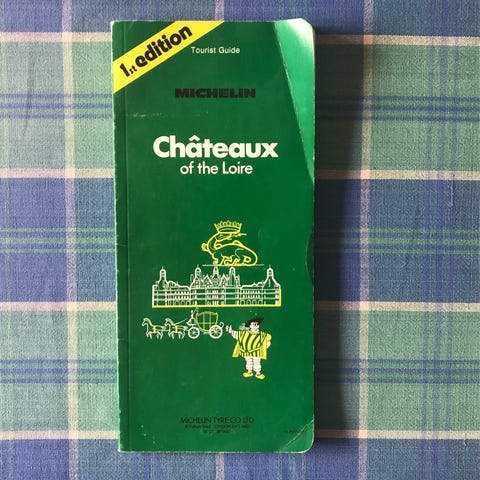 1st edition
Tourist Guide
MICHELIN
Châteaux
of the Loire
MICHELIN TYRE CO LTD